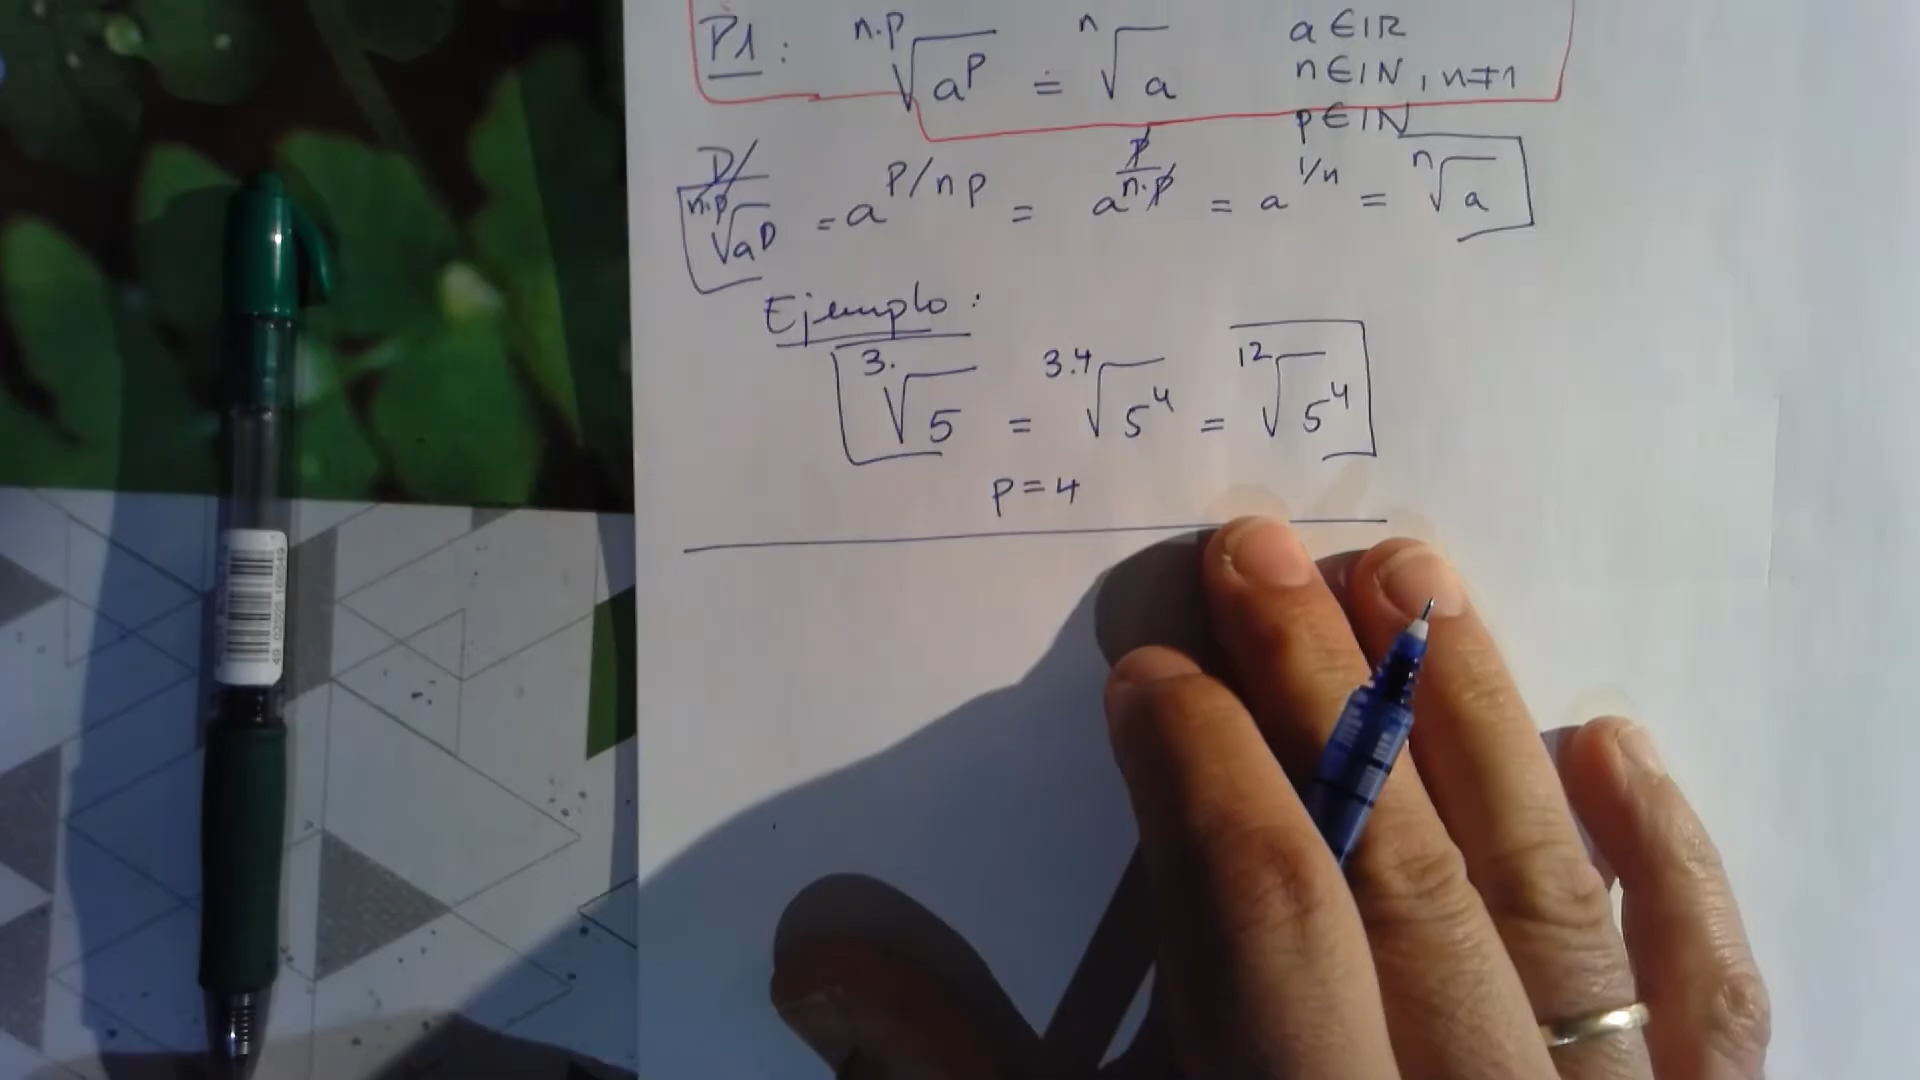 P1 : n.p√a^p = n√a a ∈ IR
n ∈ IN, n≠1
p ∈ IN
D/
n.p√a^p = a^p/np = a^p/n.p = a^1/n = n√a
Ejemplo :
3.√5 = 3.4√5^4 = 12√5^4
p = 4